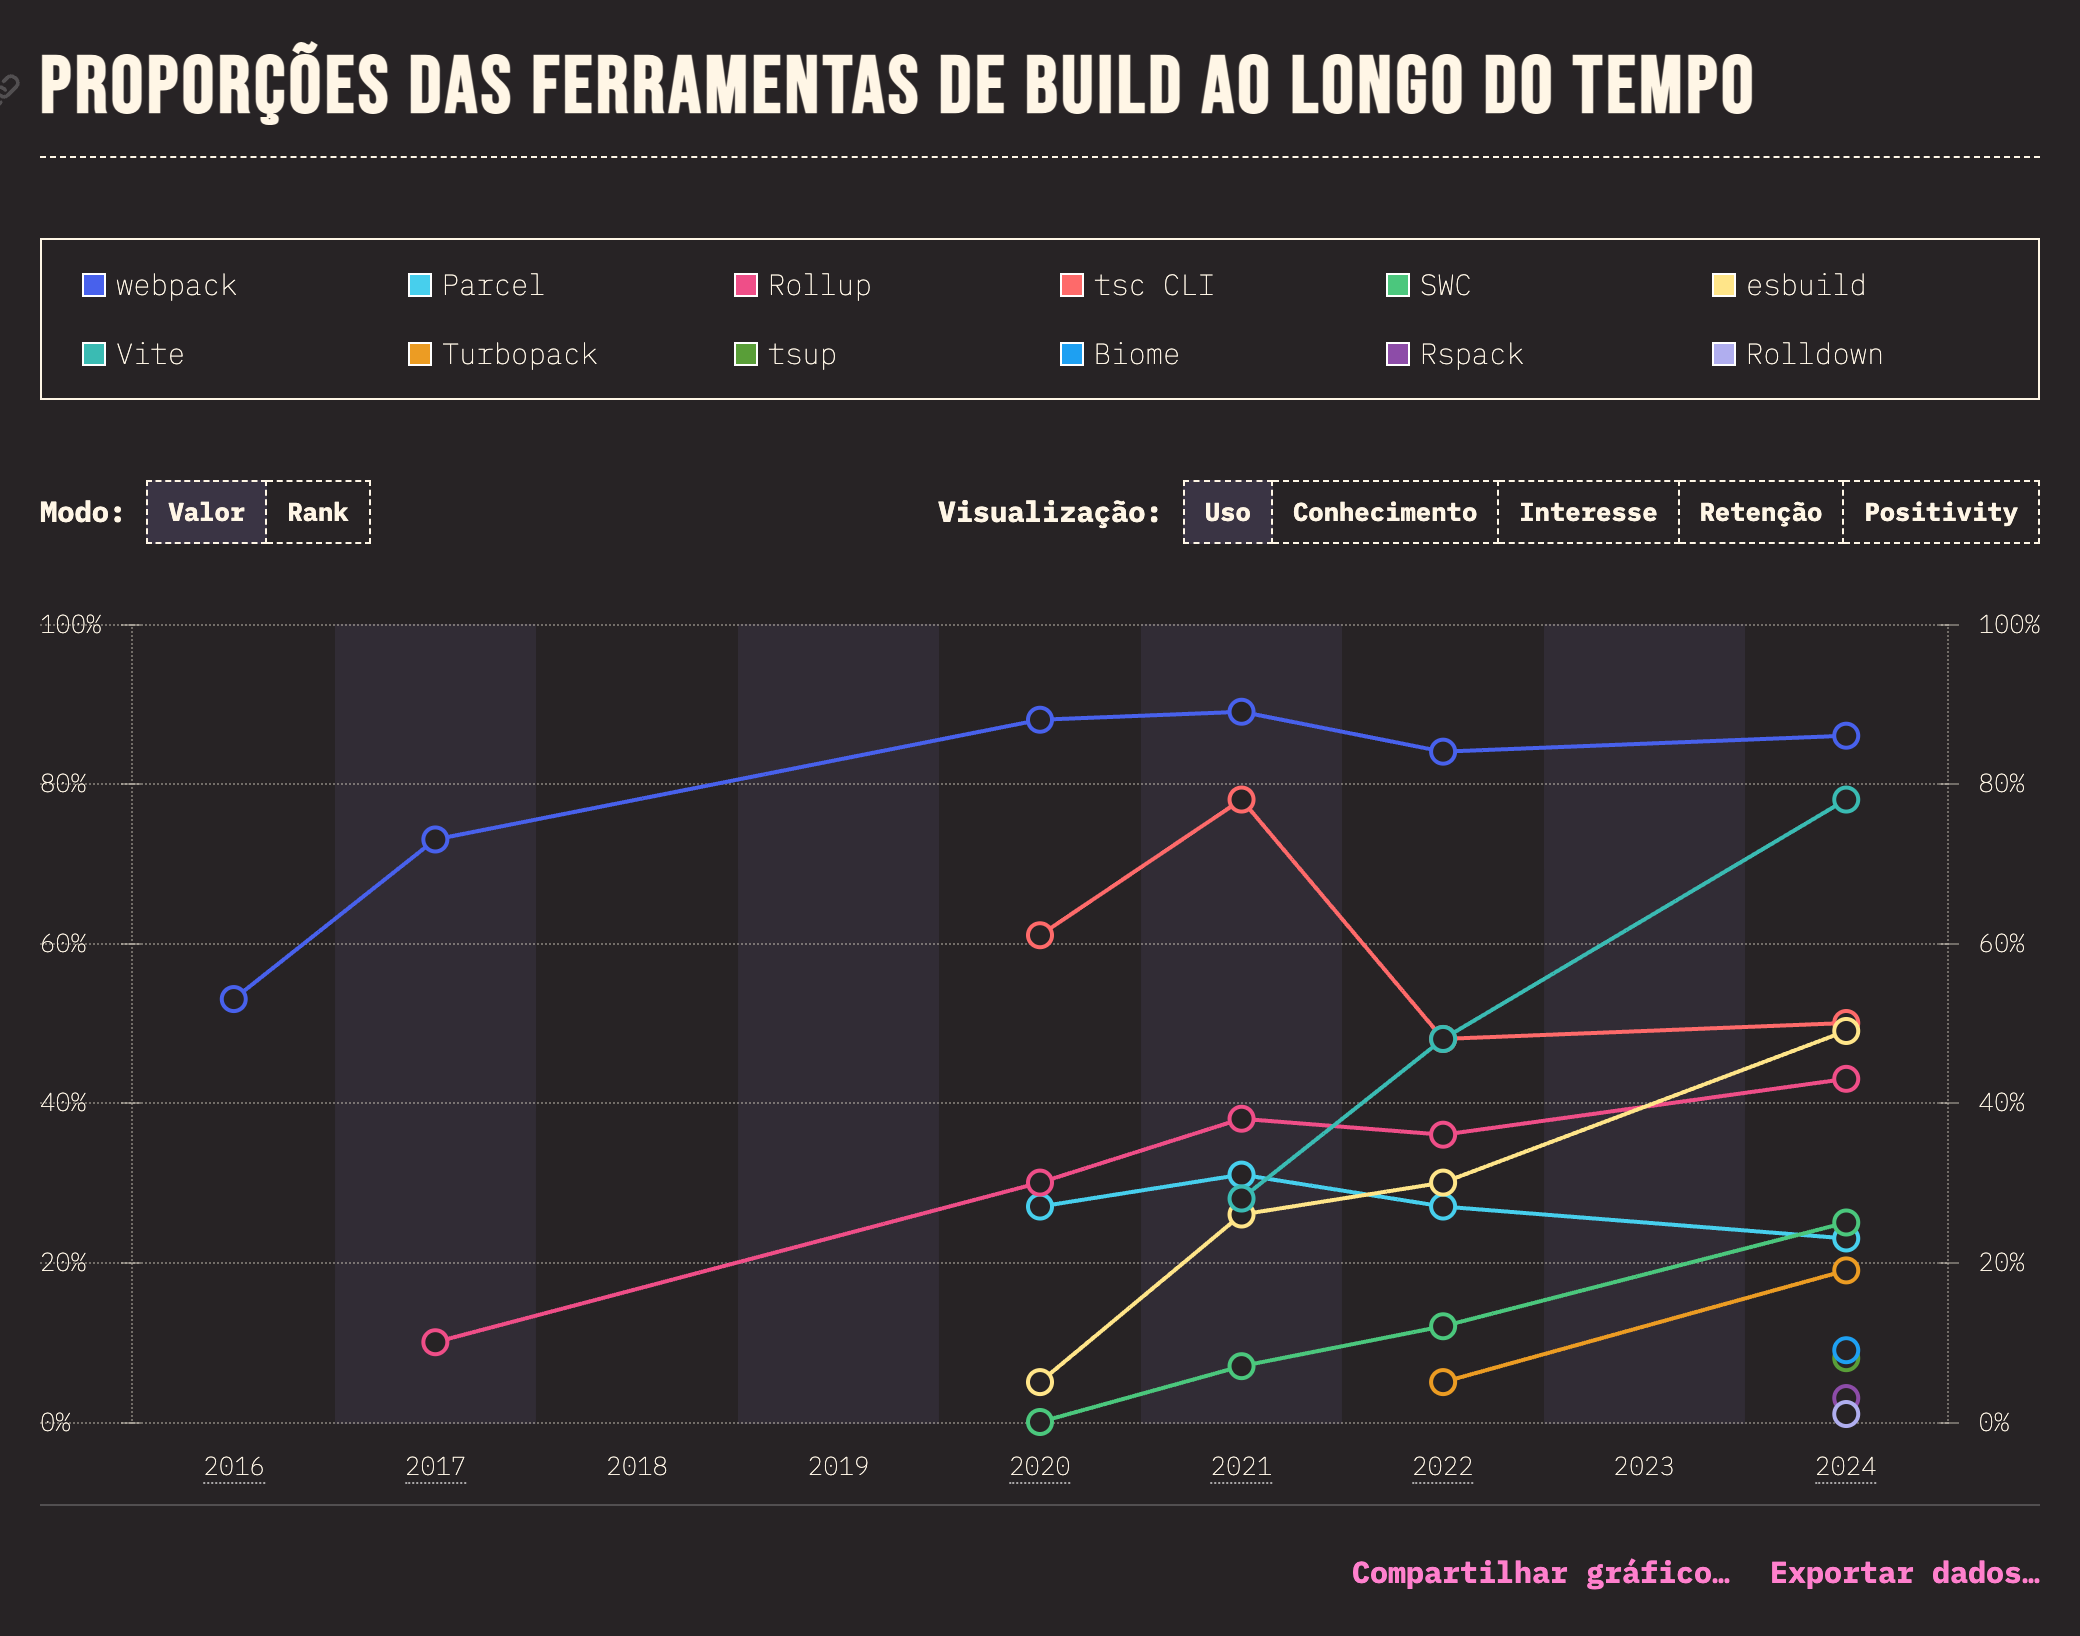 PROPORÇÕES DAS FERRAMENTAS DE BUILD AO LONGO DO TEMPO
webpack Parcel Rollup tsc CLI SWC esbuild
Vite Turbopack tsup Biome Rspack Rolldown
Modo: Valor Rank Visualização: Uso Conhecimento Interesse Retenção Positivity
100% 100%
80% 80%
60% 60%
40% 40%
20% 20%
0% 0%
2016 2017 2018 2019 2020 2021 2022 2023 2024
Compartilhar gráfico… Exportar dados…